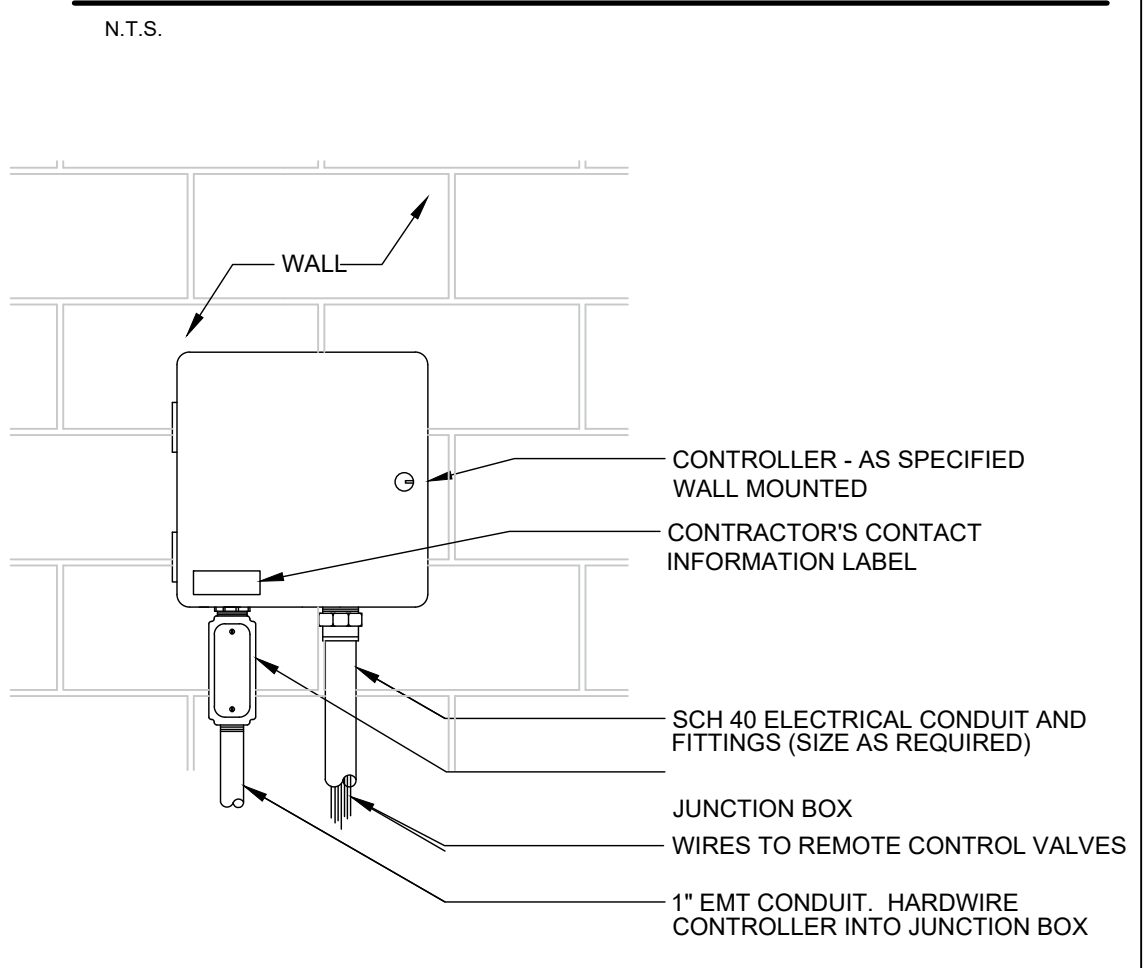 N.T.S.
WALL
CONTROLLER - AS SPECIFIED
WALL MOUNTED
CONTRACTOR'S CONTACT
INFORMATION LABEL
SCH 40 ELECTRICAL CONDUIT AND
FITTINGS (SIZE AS REQUIRED)
JUNCTION BOX
WIRES TO REMOTE CONTROL VALVES
1" EMT CONDUIT.  HARDWIRE
CONTROLLER INTO JUNCTION BOX